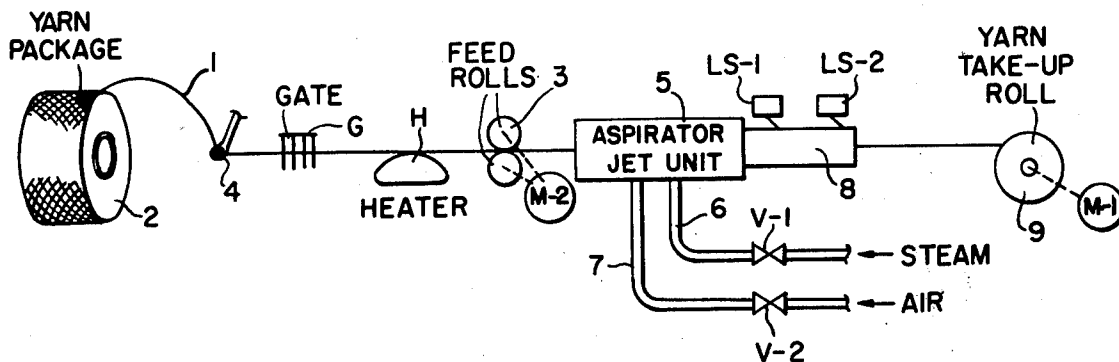 YARN
PACKAGE
1
2
4
GATE
G
H
HEATER
FEED
ROLLS
3
M-2
5
ASPIRATOR
JET UNIT
LS-1
LS-2
8
YARN
TAKE-UP
ROLL
9
M-1
6
7
V-1
STEAM
AIR
V-2